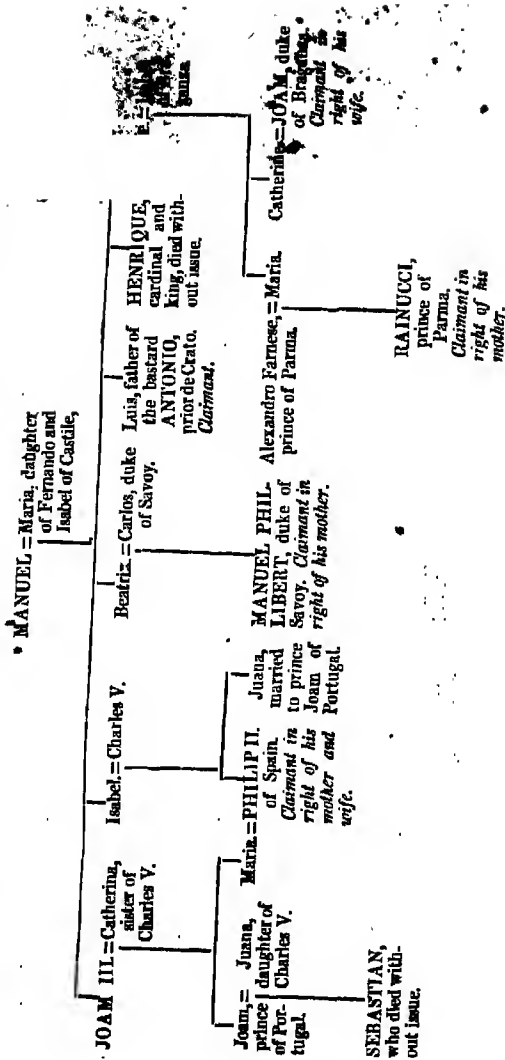 MANUEL = Maria, daughter
of Fernando and
Isabel of Castile,
JOAM III. = Catherina,
sister of
Charles V.
Isabel. = Charles V.
Beatrix = Carlos, duke
of Savoy.
Luis, father of
the bastard
ANTONIO,
prior de Crato.
Claimant.
HENRIQUE,
cardinal and
king, died with-
out issue.
Joam, = Juana,
prince daughter of
of Por- Charles V.
tugal.
Maria. = PHILIP II.
of Spain.
Claimant in
right of his
mother and
wife.
Juana,
married
to prince
Joam of
Portugal.
MANUEL PHIL-
LIBERT, duke of
Savoy. Claimant in
right of his mother.
Alexandro Farnese, = Maria.
prince of Parma.
Catherine = JOAM, duke
of Braganza.
Claimant in
right of his
wife.
SEBASTIAN,
who died with-
out issue.
RAINUCCI,
prince of
Parma.
Claimant in
right of his
mother.